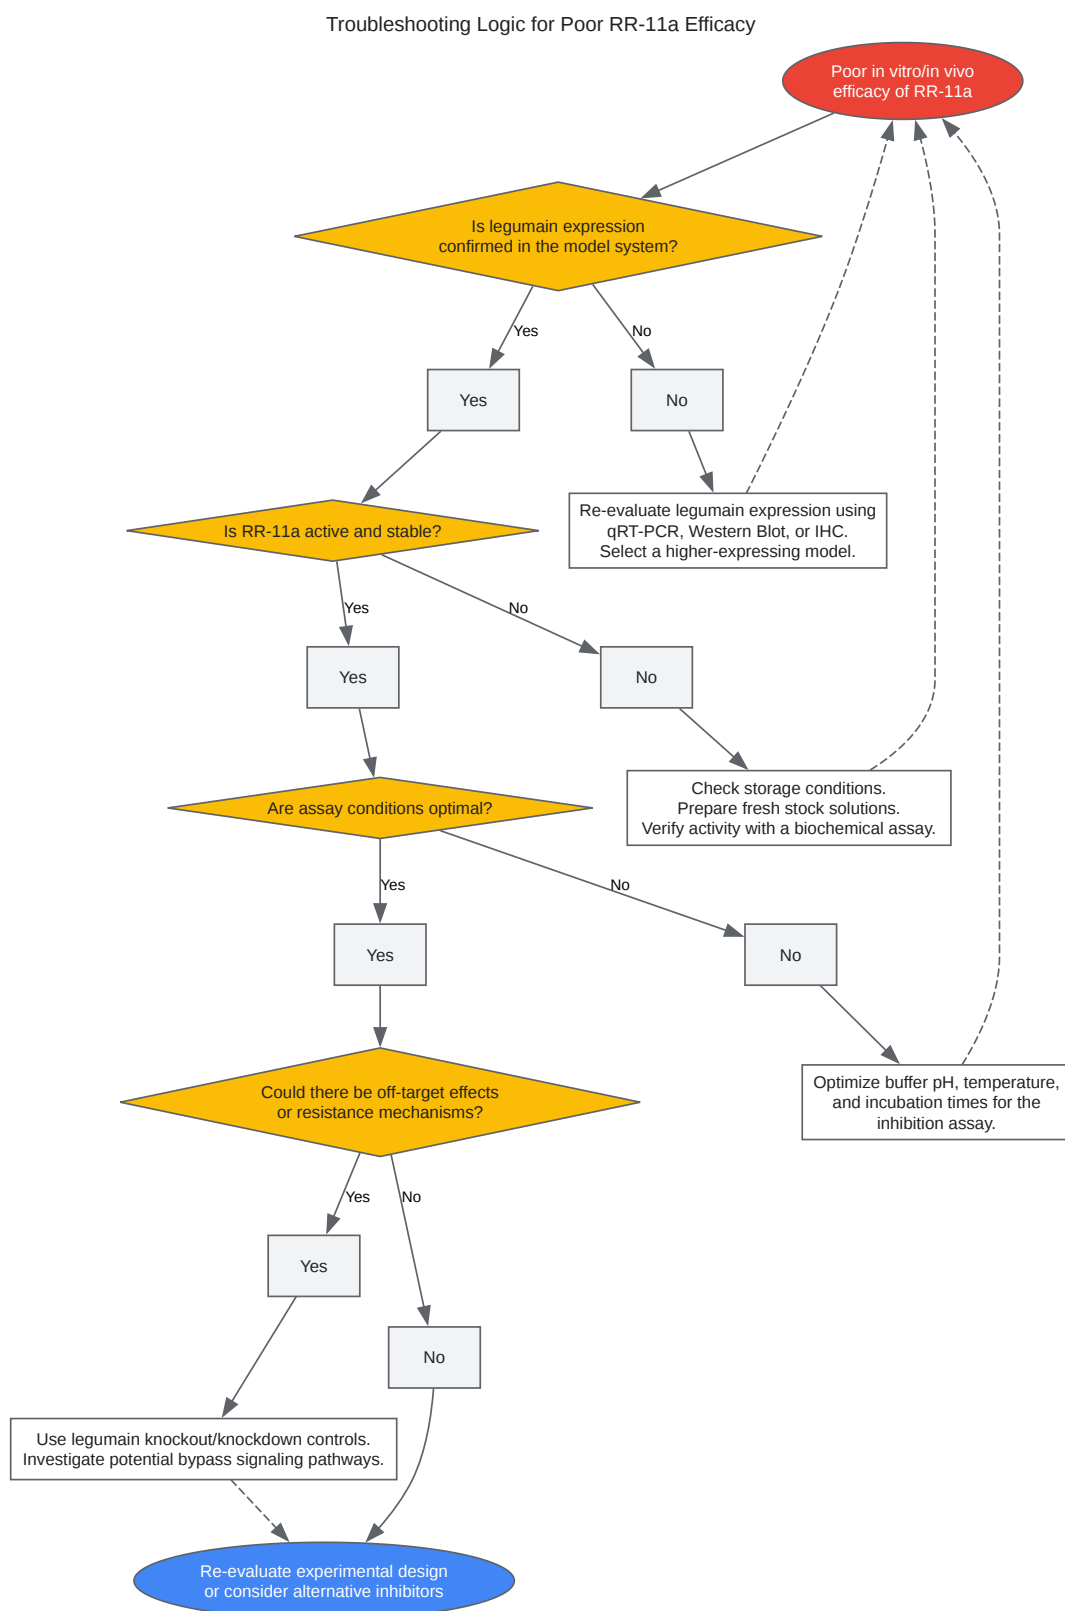 Troubleshooting Logic for Poor RR-11a Efficacy
Poor in vitro/in vivo
efficacy of RR-11a
Is legumain expression
confirmed in the model system?
Yes
No
Yes
No
Re-evaluate legumain expression using
qRT-PCR, Western Blot, or IHC.
Select a higher-expressing model.
Is RR-11a active and stable?
Yes
No
Yes
No
Check storage conditions.
Prepare fresh stock solutions.
Verify activity with a biochemical assay.
Are assay conditions optimal?
Yes
No
Yes
No
Optimize buffer pH, temperature,
and incubation times for the
inhibition assay.
Could there be off-target effects
or resistance mechanisms?
Yes
No
Yes
No
Use legumain knockout/knockdown controls.
Investigate potential bypass signaling pathways.
Re-evaluate experimental design
or consider alternative inhibitors